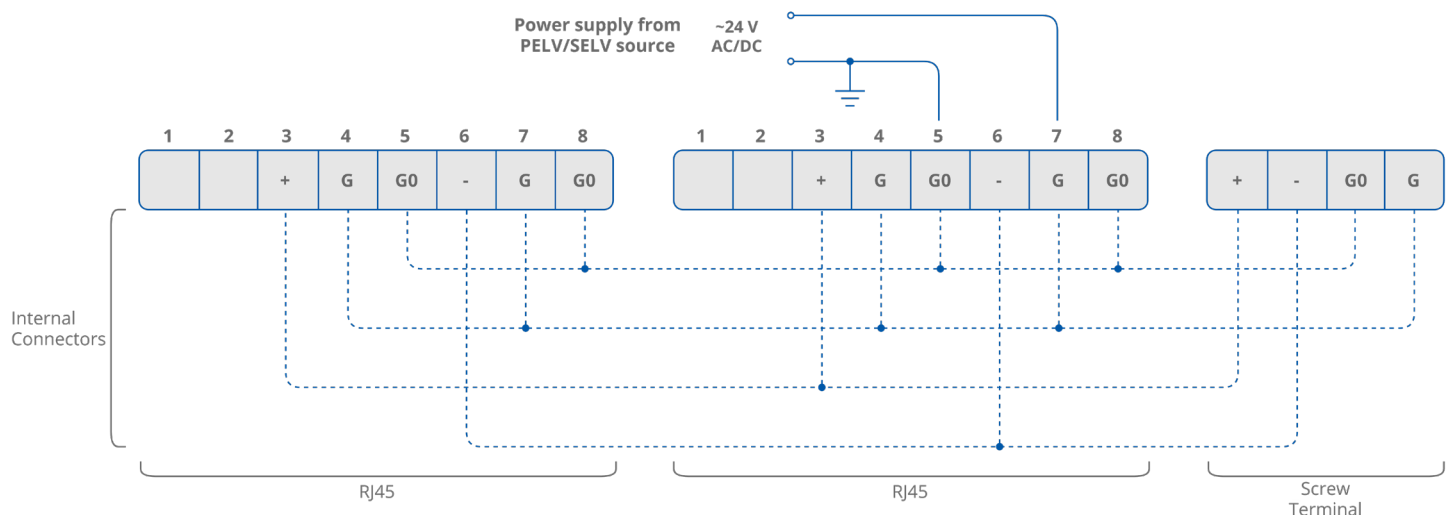 Power supply from ~24 V
PELV/SELV source AC/DC
1 2 3 4 5 6 7 8 1 2 3 4 5 6 7 8
+ G G0 - G G0 + G G0 - G G0 + - G0 G
Internal
Connectors
RJ45 RJ45 Screw
Terminal